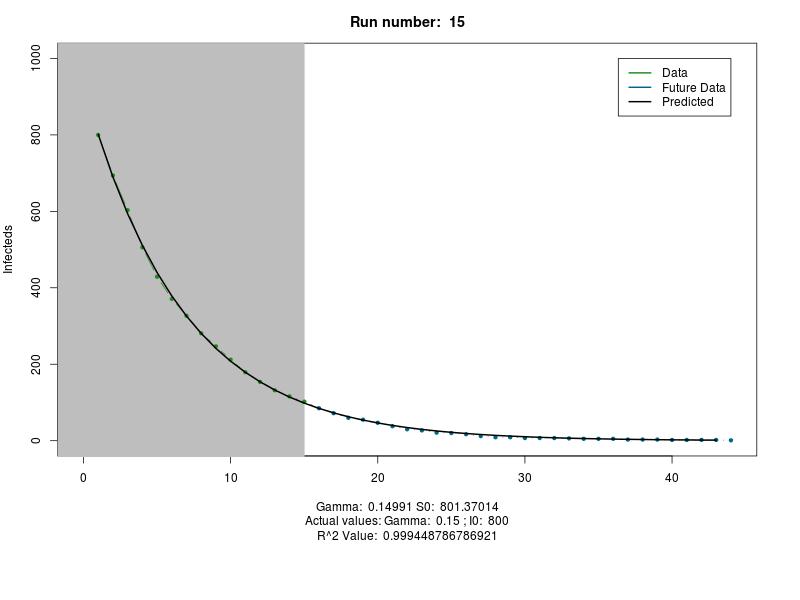 Run number: 15
Infecteds
1000
800
600
400
200
0
Data
Future Data
Predicted
0 10 20 30 40
Gamma: 0.14991 S0: 801.37014
Actual values: Gamma: 0.15 ; I0: 800
R^2 Value: 0.999448786786921